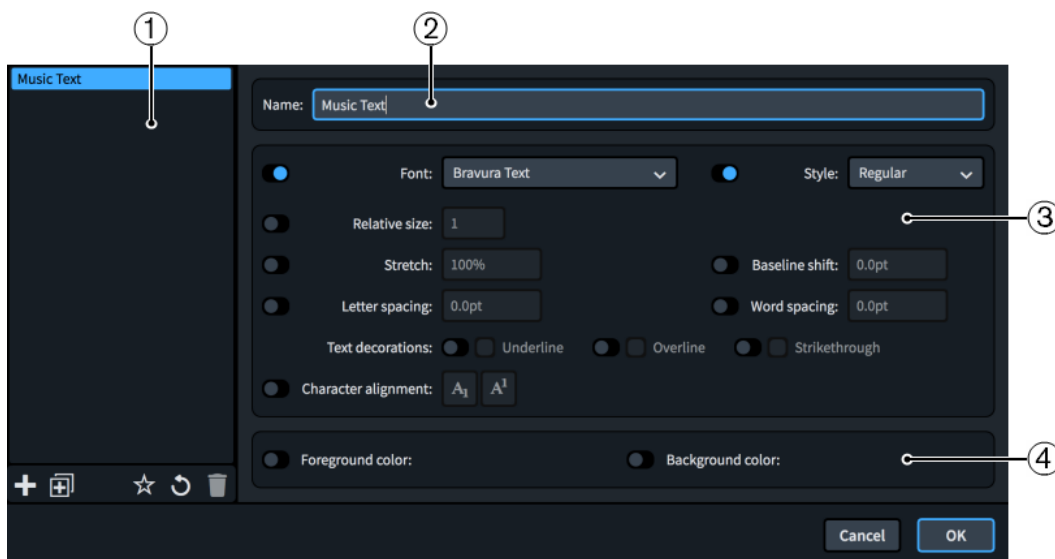 1
2
Music Text
Name: Music Text
Font: Bravura Text Style: Regular
3
Relative size: 1
Stretch: 100% Baseline shift: 0.0pt
Letter spacing: 0.0pt Word spacing: 0.0pt
Text decorations: Underline Overline Strikethrough
Character alignment: A1 A1
Foreground color: Background color:
4
Cancel OK